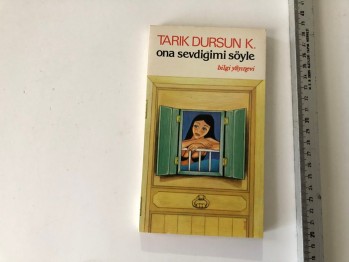 TARIK DURSUN K.
ona sevdiğimi söyle
bilgi yayınevi